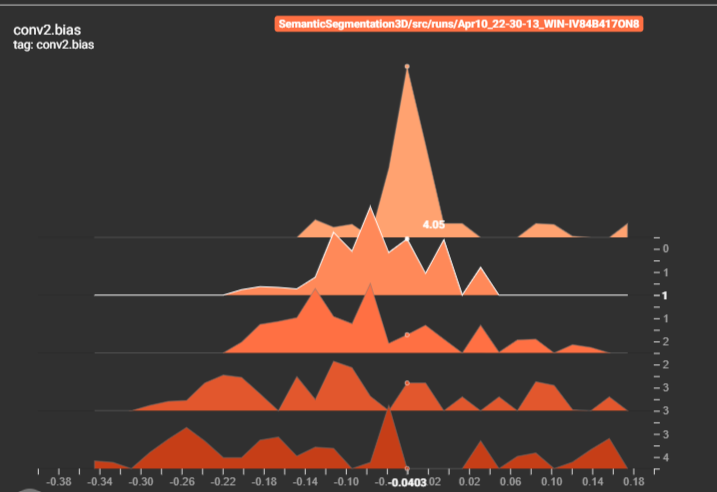 SemanticSegmentation3D/src/runs/Apr10_22-30-13_WIN-IV84B417ON8
conv2.bias
tag: conv2.bias
4.05
0
1
1
1
2
2
3
3
3
4
-0.38 -0.34 -0.30 -0.26 -0.22 -0.18 -0.14 -0.10 -0.0403 0.02 0.06 0.10 0.14 0.18